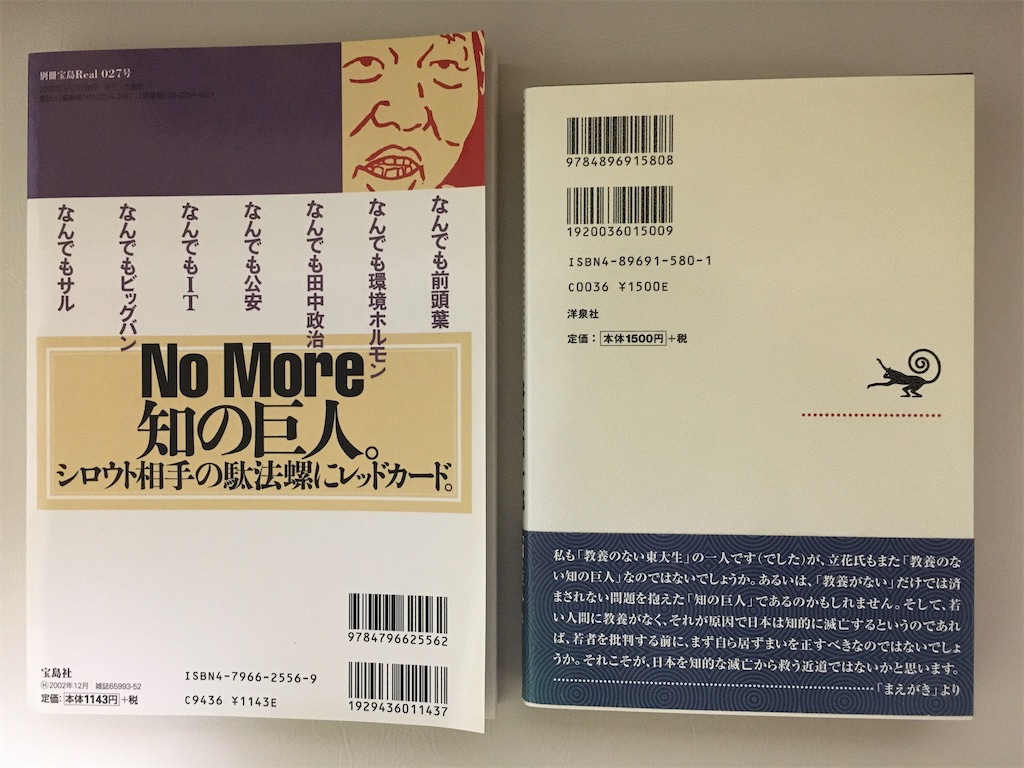 別冊宝島Real 027号
なんでも前頭葉
なんでも環境ホルモン
なんでも田中政治
なんでも公安
なんでもIT
なんでもビッグバン
なんでもサル
No More
知の巨人。
シロウト相手の駄法螺にレッドカード。
9784796625562
宝島社
Ⓗ2002年12月 雑誌65993-52
定価:本体1143円+税
ISBN4-7966-2556-9
C9436 ¥1143E
1929436011437
9784896915808
1920036015009
ISBN4-89691-580-1
C0036 ¥1500E
洋泉社
定価:本体1500円+税
私も「教養のない東大生」の一人です(でした)が、立花氏もまた「教養のな
い知の巨人」なのではないでしょうか。あるいは、「教養がない」だけでは済
まされない問題を抱えた「知の巨人」であるのかもしれません。そして、若
い人間に教養がなく、それが原因で日本は知的に滅亡するというのであれ
ば、若者を批判する前に、まず自ら居ずまいを正すべきなのではないでしょ
うか。それこそが、日本を知的な滅亡から救う近道ではないかと思います。
「まえがき」より